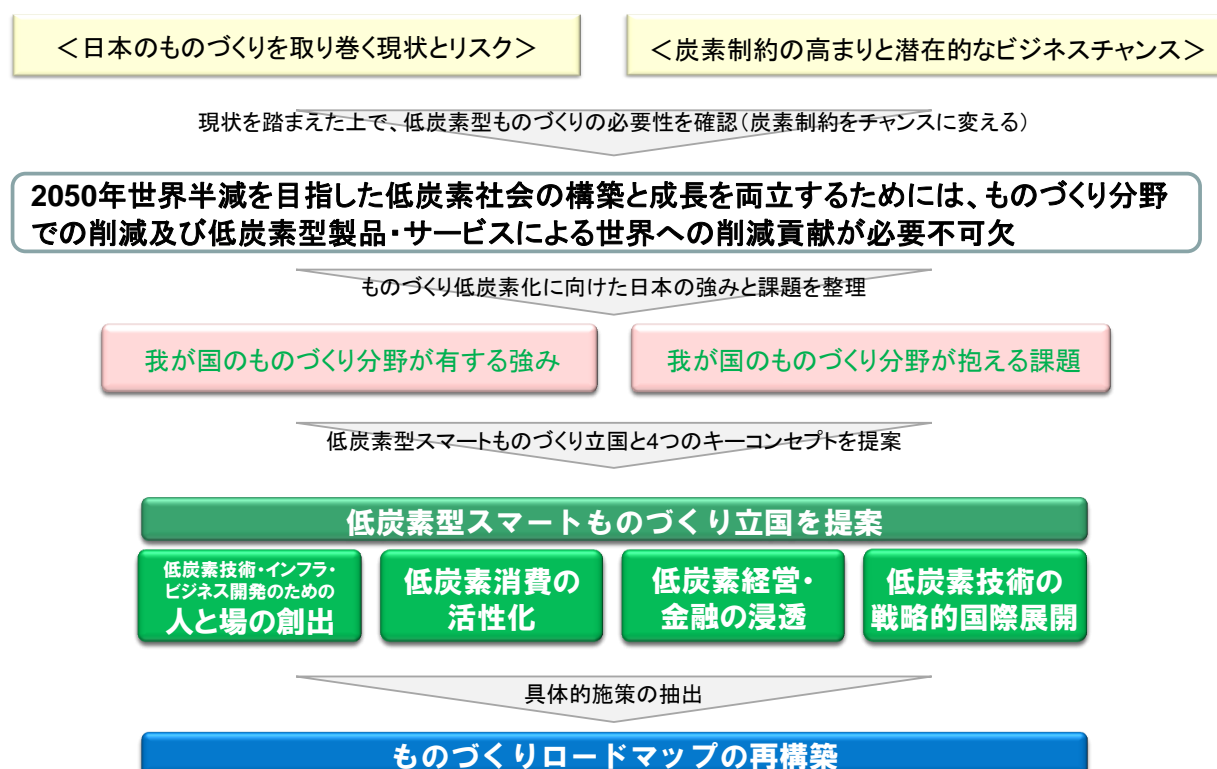 ＜日本のものづくりを取り巻く現状とリスク＞
＜炭素制約の高まりと潜在的なビジネスチャンス＞
現状を踏まえた上で、低炭素型ものづくりの必要性を確認（炭素制約をチャンスに変える）
2050年世界半減を目指した低炭素社会の構築と成長を両立するためには、ものづくり分野
での削減及び低炭素型製品・サービスによる世界への削減貢献が必要不可欠
ものづくり低炭素化に向けた日本の強みと課題を整理
我が国のものづくり分野が有する強み
我が国のものづくり分野が抱える課題
低炭素型スマートものづくり立国と4つのキーコンセプトを提案
低炭素型スマートものづくり立国を提案
低炭素技術・インフラ・
ビジネス開発のための
人と場の創出
低炭素消費の
活性化
低炭素経営・
金融の浸透
低炭素技術の
戦略的国際展開
具体的施策の抽出
ものづくりロードマップの再構築